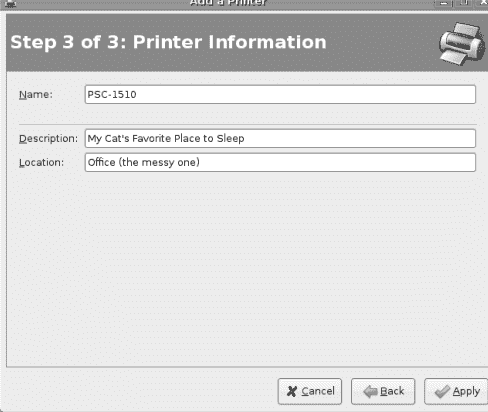 Add a Printer
Step 3 of 3: Printer Information
Name: PSC-1510
Description: My Cat's Favorite Place to Sleep
Location: Office (the messy one)
Cancel Back Apply